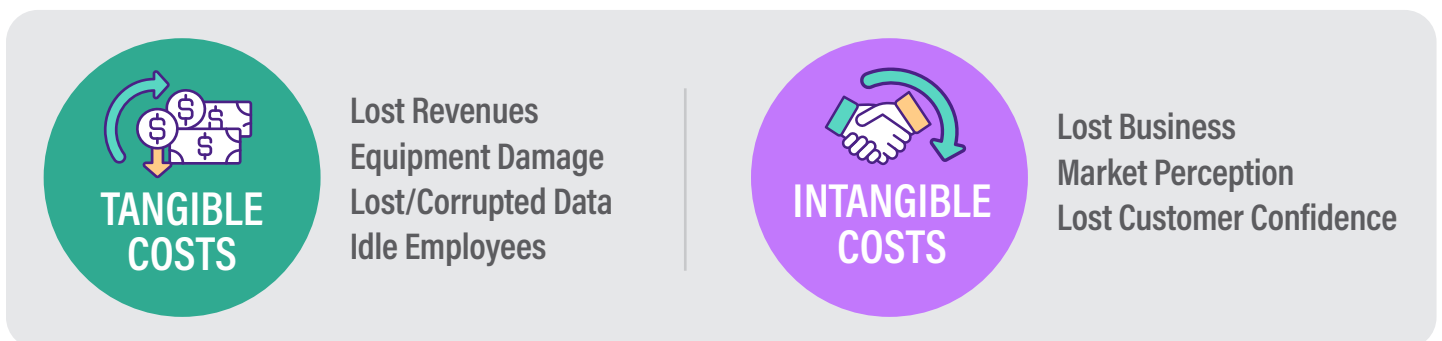 TANGIBLE
COSTS
Lost Revenues
Equipment Damage
Lost/Corrupted Data
Idle Employees
INTANGIBLE
COSTS
Lost Business
Market Perception
Lost Customer Confidence